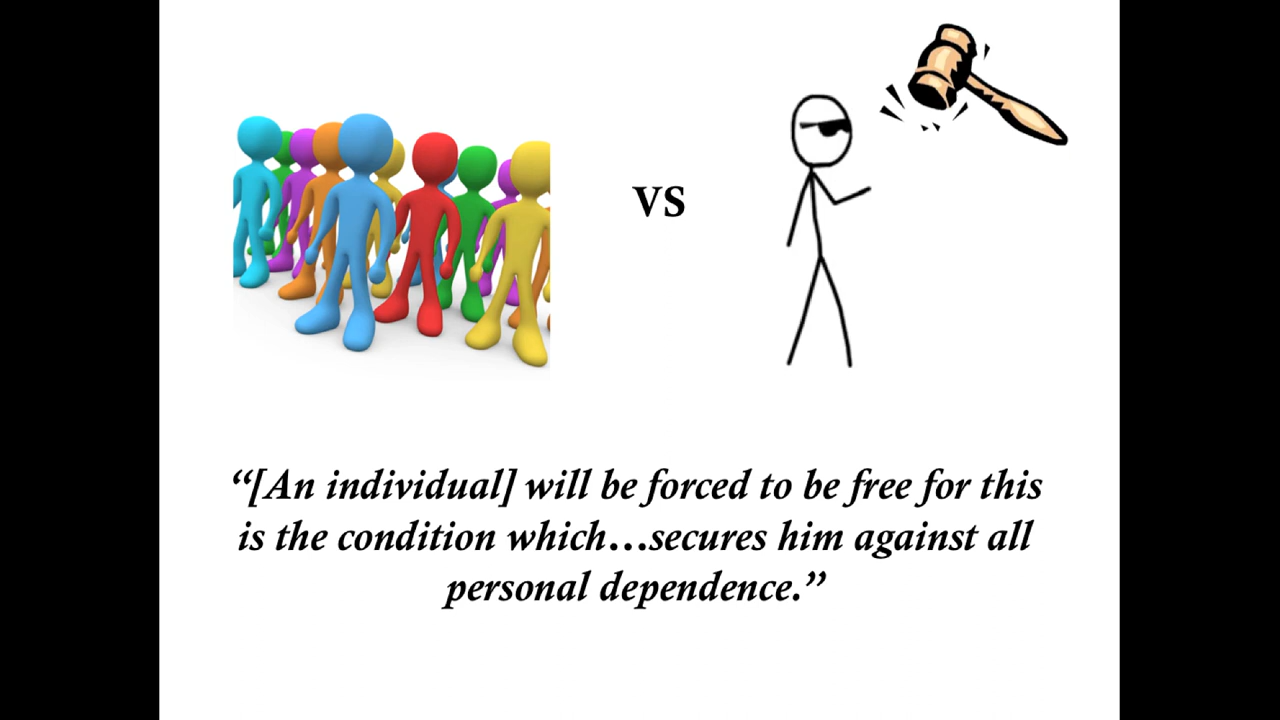 VS
“[An individual] will be forced to be free for this
is the condition which…secures him against all
personal dependence.”